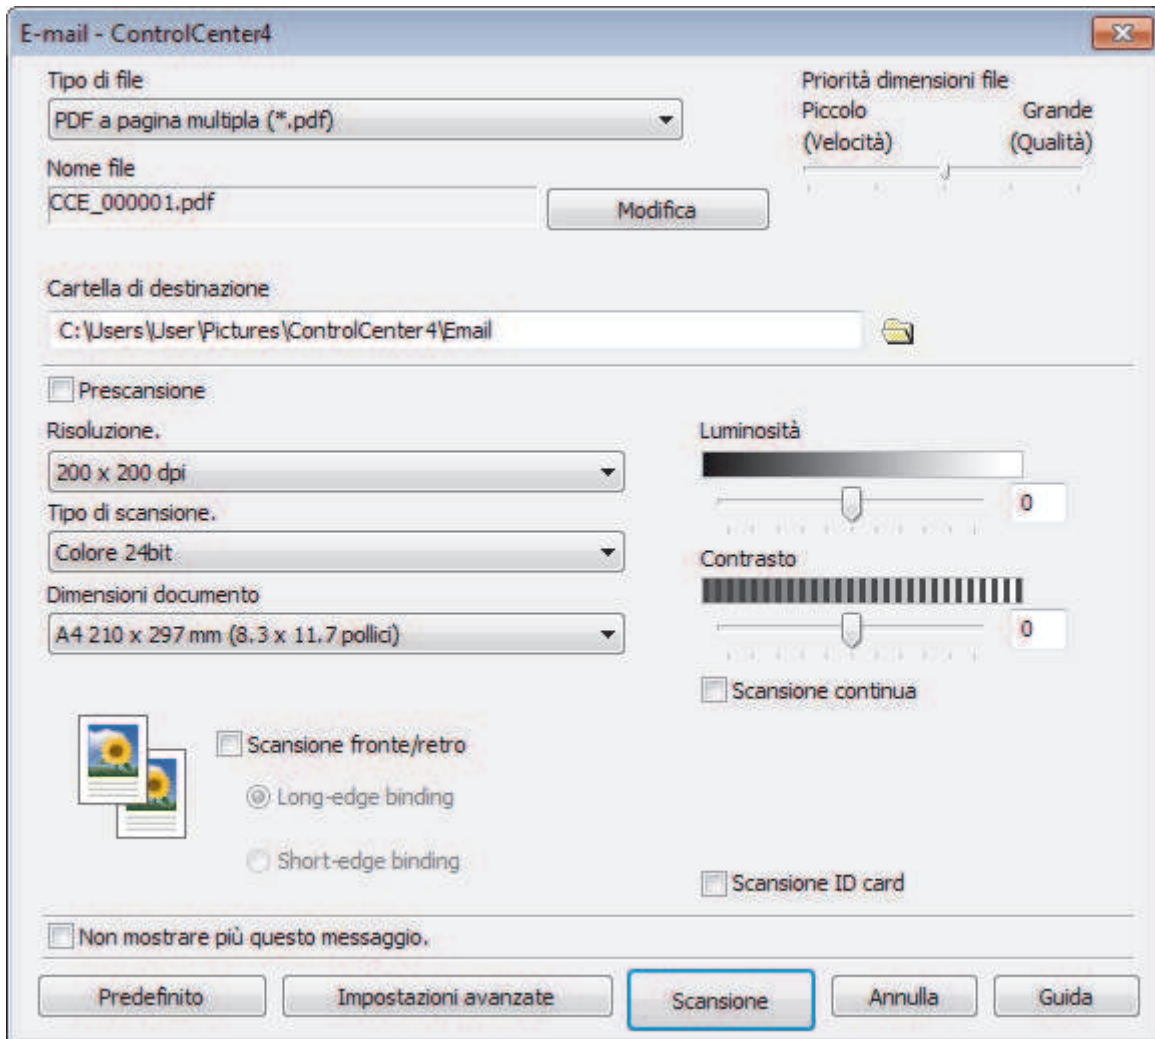 E-mail - ControlCenter4
Tipo di file
PDF a pagina multipla (*.pdf)
Nome file
CCE_000001.pdf
Modifica
Priorità dimensioni file
Piccolo Grande
(Velocità) (Qualità)
Cartella di destinazione
C:\Users\User\Pictures\ControlCenter4\Email
Prescansione
Risoluzione.
200 x 200 dpi
Tipo di scansione.
Colore 24bit
Dimensioni documento
A4 210 x 297 mm (8.3 x 11.7 pollici)
Luminosità
0
Contrasto
0
Scansione continua
Scansione fronte/retro
Long-edge binding
Short-edge binding
Scansione ID card
Non mostrare più questo messaggio.
Predefinito Impostazioni avanzate Scansione Annulla Guida